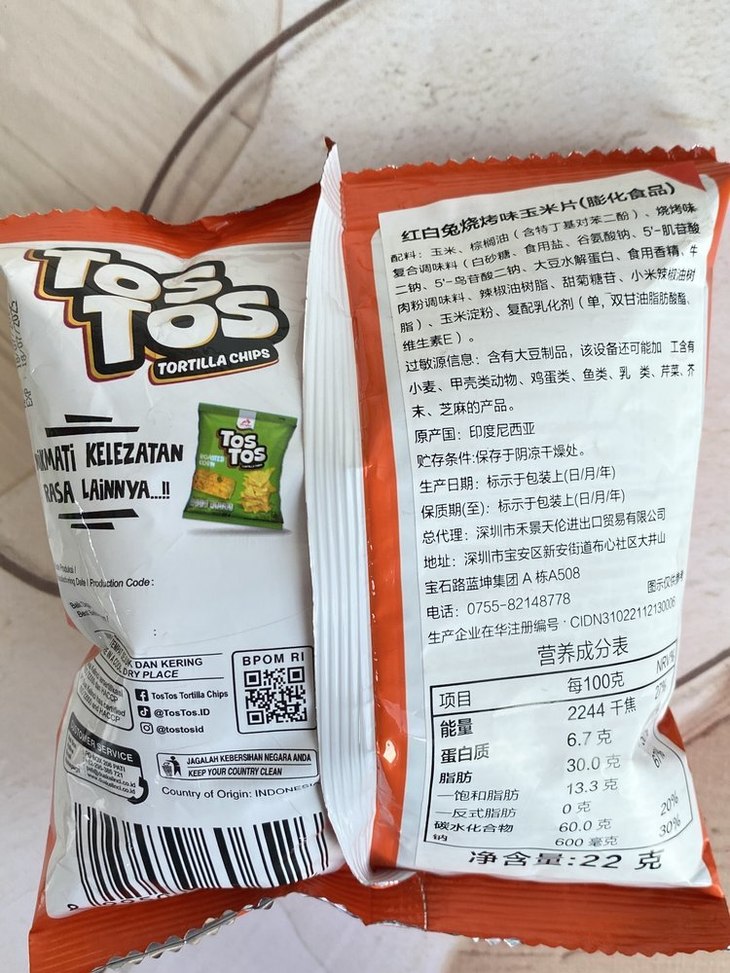 TOS
TOS
TORTILLA CHIPS
KELEZATAN
RASA LAINNYA...!!
TOS
TOS
ROASTED
CORN
Date / Production Code :
DAN KERING
DRY PLACE
BPOM RI
TosTos Tortilla Chips
@TosTos.ID
@tostosid
CUSTOMER SERVICE
JAGALAH KEBERSIHAN NEGARA ANDA
KEEP YOUR COUNTRY CLEAN
Country of Origin:
红白兔烧烤味玉米片(膨化食品)
配料：玉米、棕榈油（含特丁基对苯二酚）、烧烤味
复合调味料（白砂糖、食用盐、谷氨酸钠、5'-肌苷酸
二钠、5'-鸟苷酸二钠、大豆水解蛋白、食用香精、牛
肉粉调味料、辣椒油树脂、甜菊糖苷、小米辣椒油树
脂）、玉米淀粉、复配乳化剂（单，双甘油脂肪酸酯、
维生素E）。
过敏源信息：含有大豆制品，该设备还可能加 工含有
小麦、甲壳类动物、鸡蛋类、鱼类、乳 类、芹菜、芥
末、芝麻的产品。
原产国：印度尼西亚
贮存条件:保存于阴凉干燥处。
生产日期：标示于包装上(日/月/年)
保质期(至)：标示于包装上(日/月/年)
总代理：深圳市禾景天伦进出口贸易有限公司
地址：深圳市宝安区新安街道布心社区大井山
宝石路蓝坤集团 A 栋A508
电话：0755-82148778
图示仅供
生产企业在华注册编号：CIDN31022112130006
营养成分表
项目 每100克 NRV%
能量 2244 千焦
蛋白质 6.7 克
脂肪 30.0 克
—饱和脂肪 13.3 克
—反式脂肪 0 克
碳水化合物 60.0 克 20%
钠 600 毫克 30%
净含量:22 克